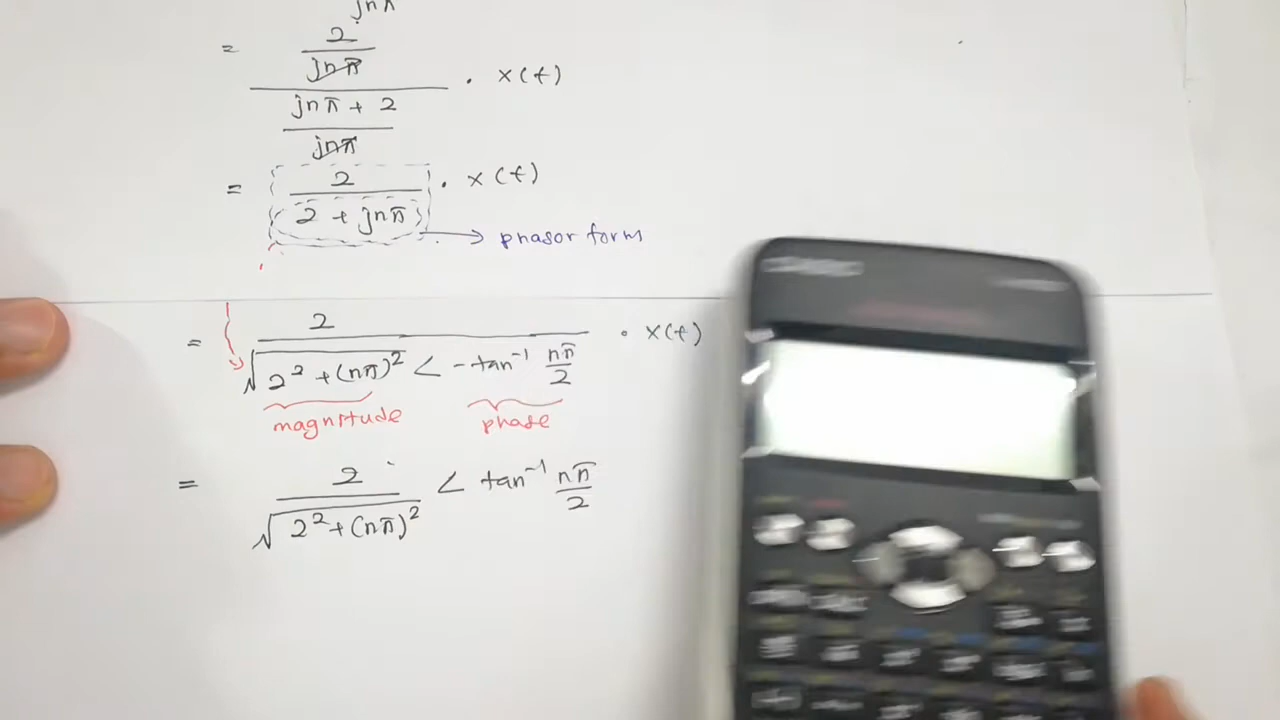 jnπ
= 2
jnπ
jnπ + 2
jnπ
· x(t)
= 2
2 + jnπ
· x(t)
phasor form
= 2
√2² + (nπ)² < -tan⁻¹ nπ/2 · x(t)
magnitude phase
= 2
√2² + (nπ)² < tan⁻¹ nπ/2